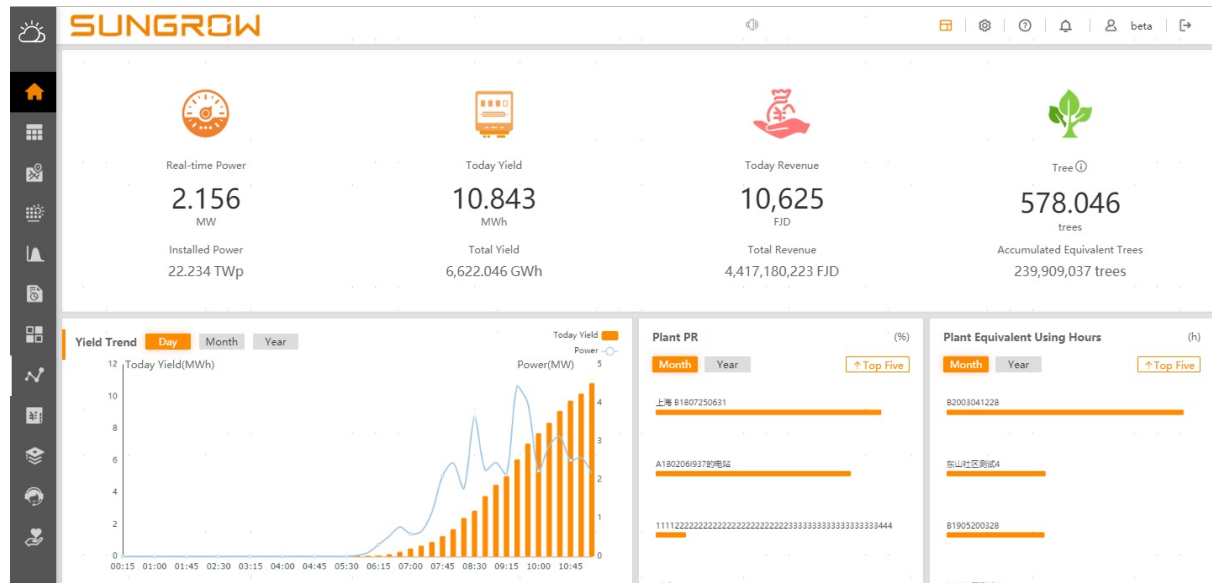 SUNGROW
beta
Real-time Power
2.156
MW
Installed Power
22.234 TWp
Today Yield
10.843
MWh
Total Yield
6,622.046 GWh
Today Revenue
10,625
FJD
Total Revenue
4,417,180,223 FJD
Tree
578.046
trees
Accumulated Equivalent Trees
239,909,037 trees
Yield Trend Day Month Year
Today Yield
Power
12 Today Yield(MWh) Power(MW) 5
10
4
8
3
6
2
4
1
2
0 0
00:15 01:00 01:45 02:30 03:15 04:00 04:45 05:30 06:15 07:00 07:45 08:30 09:15 10:00 10:45
Plant PR (%)
Month Year ↑Top Five
上海 B1807250631
A180206I937的电站
Plant Equivalent Using Hours (h)
Month Year ↑Top Five
B2003041228
东山社区测试4
B1905200328